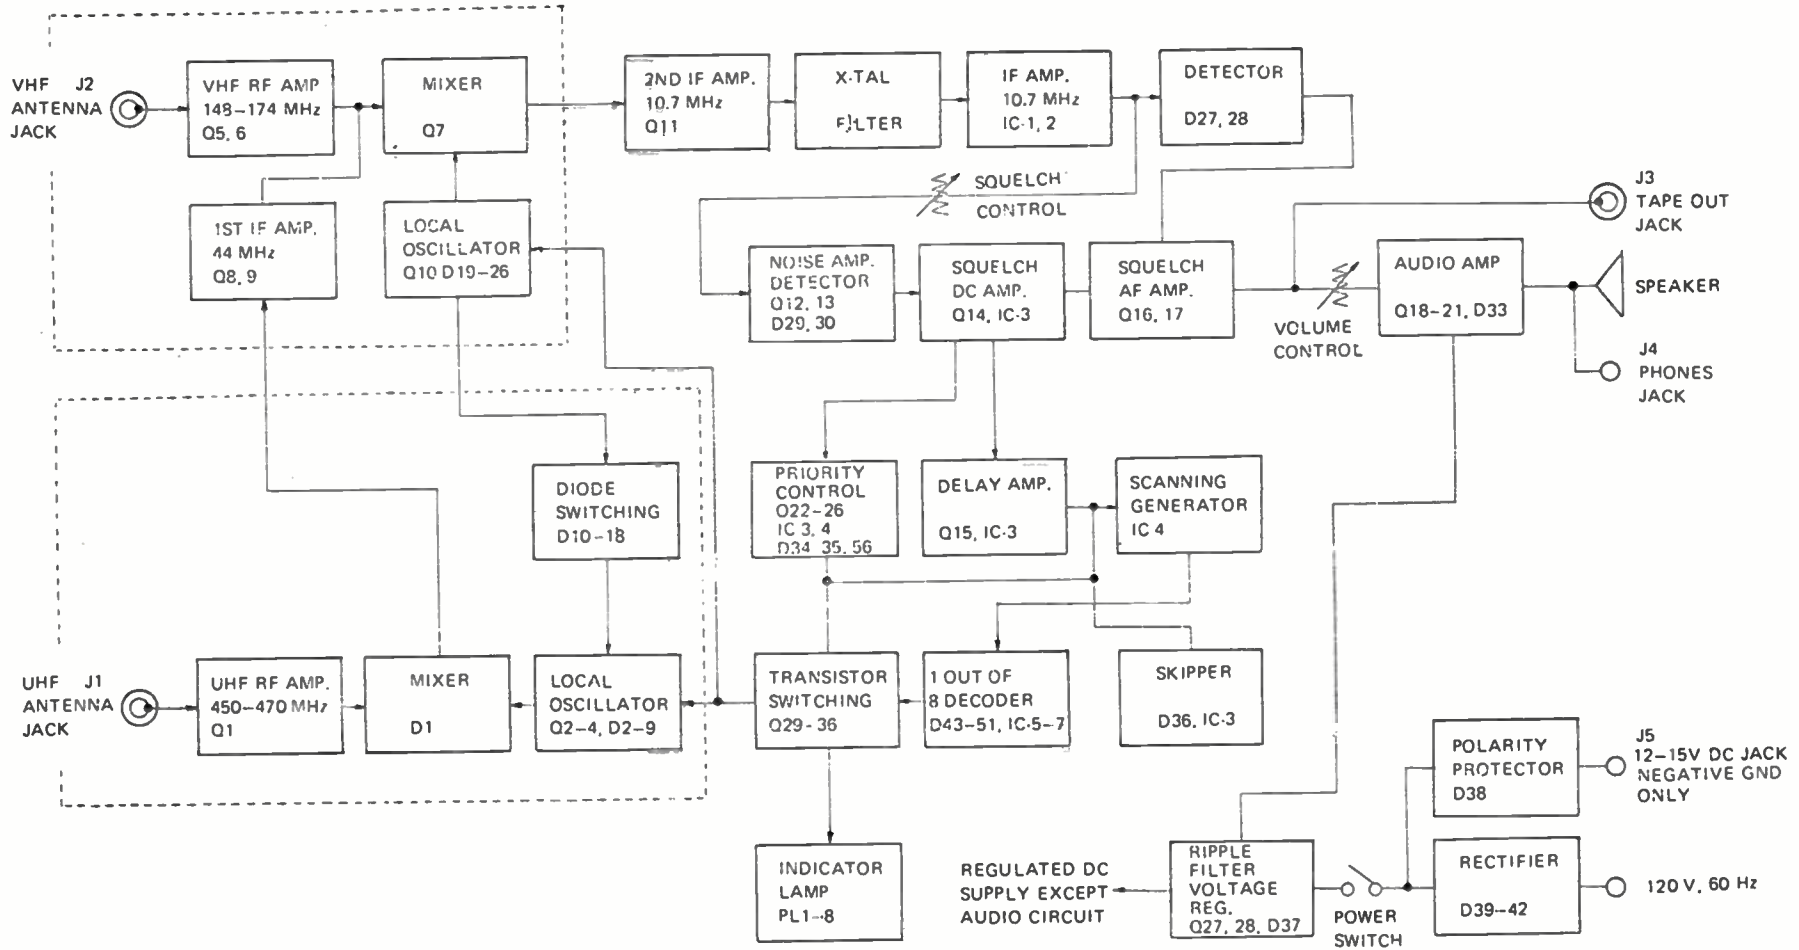 VHF J2
ANTENNA
JACK
VHF RF AMP
148-174 MHz
Q5, 6
MIXER
Q7
2ND IF AMP.
10.7 MHz
Q11
X-TAL
FILTER
IF AMP.
10.7 MHz
IC-1, 2
DETECTOR
D27, 28
1ST IF AMP.
44 MHz
Q8, 9
LOCAL
OSCILLATOR
Q10 D19-26
SQUELCH
CONTROL
NOISE AMP.
DETECTOR
Q12, 13
D29, 30
SQUELCH
DC AMP.
Q14, IC-3
SQUELCH
AF AMP.
Q16, 17
VOLUME
CONTROL
AUDIO AMP
Q18-21, D33
J3
TAPE OUT
JACK
SPEAKER
J4
PHONES
JACK
DIODE
SWITCHING
D10-18
PRIORITY
CONTROL
Q22-26
IC 3, 4
D34, 35, 56
DELAY AMP.
Q15, IC-3
SCANNING
GENERATOR
IC 4
UHF J1
ANTENNA
JACK
UHF RF AMP.
450-470 MHz
Q1
MIXER
D1
LOCAL
OSCILLATOR
Q2-4, D2-9
TRANSISTOR
SWITCHING
Q29-36
1 OUT OF
8 DECODER
D43-51, IC-5-7
SKIPPER
D36, IC-3
INDICATOR
LAMP
PL1-8
REGULATED DC
SUPPLY EXCEPT
AUDIO CIRCUIT
RIPPLE
FILTER
VOLTAGE
REG.
Q27, 28, D37
POWER
SWITCH
POLARITY
PROTECTOR
D38
J5
12-15V DC JACK
NEGATIVE GND
ONLY
RECTIFIER
D39-42
120 V, 60 Hz